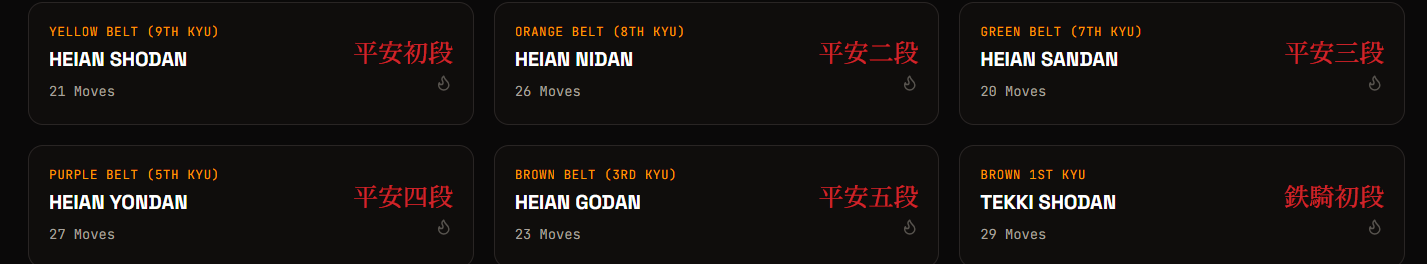 YELLOW BELT (9TH KYU)
HEIAN SHODAN
平安初段
21 Moves
ORANGE BELT (8TH KYU)
HEIAN NIDAN
平安二段
26 Moves
GREEN BELT (7TH KYU)
HEIAN SANDAN
平安三段
20 Moves
PURPLE BELT (5TH KYU)
HEIAN YONDAN
平安四段
27 Moves
BROWN BELT (3RD KYU)
HEIAN GODAN
平安五段
23 Moves
BROWN 1ST KYU
TEKKI SHODAN
鉄騎初段
29 Moves